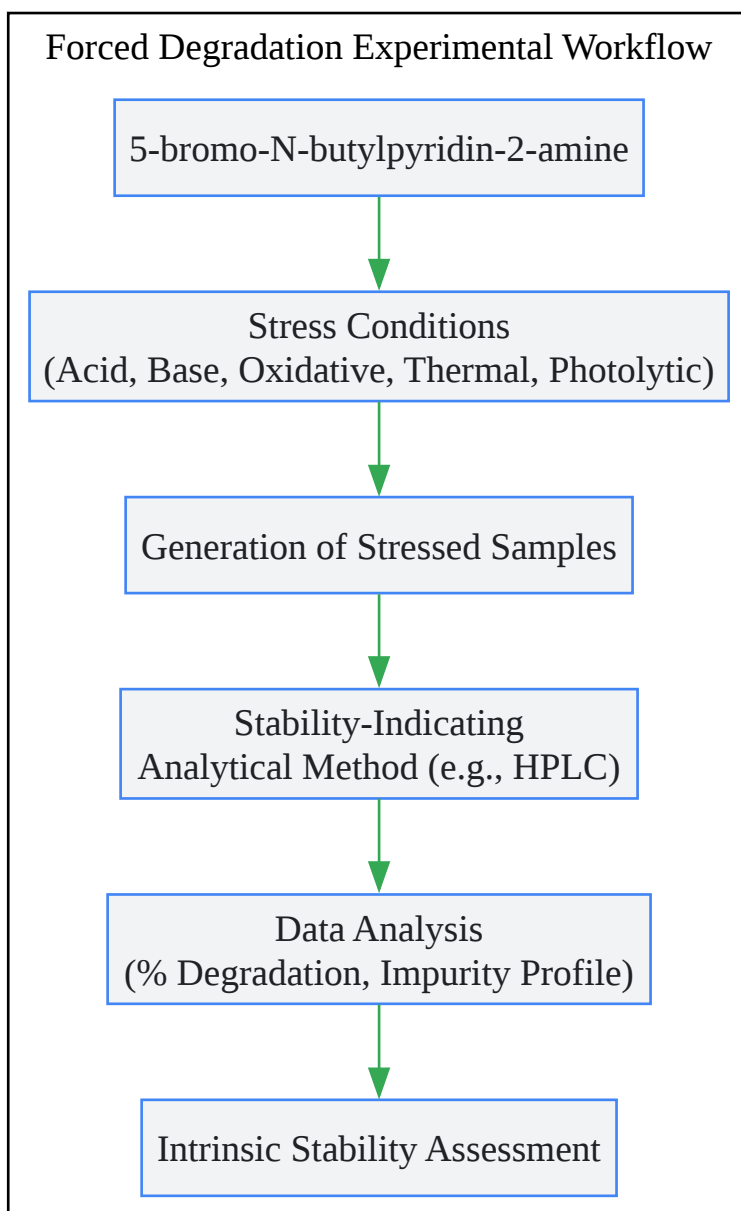 Forced Degradation Experimental Workflow
5-bromo-N-butylpyridin-2-amine
Stress Conditions
(Acid, Base, Oxidative, Thermal, Photolytic)
Generation of Stressed Samples
Stability-Indicating
Analytical Method (e.g., HPLC)
Data Analysis
(% Degradation, Impurity Profile)
Intrinsic Stability Assessment